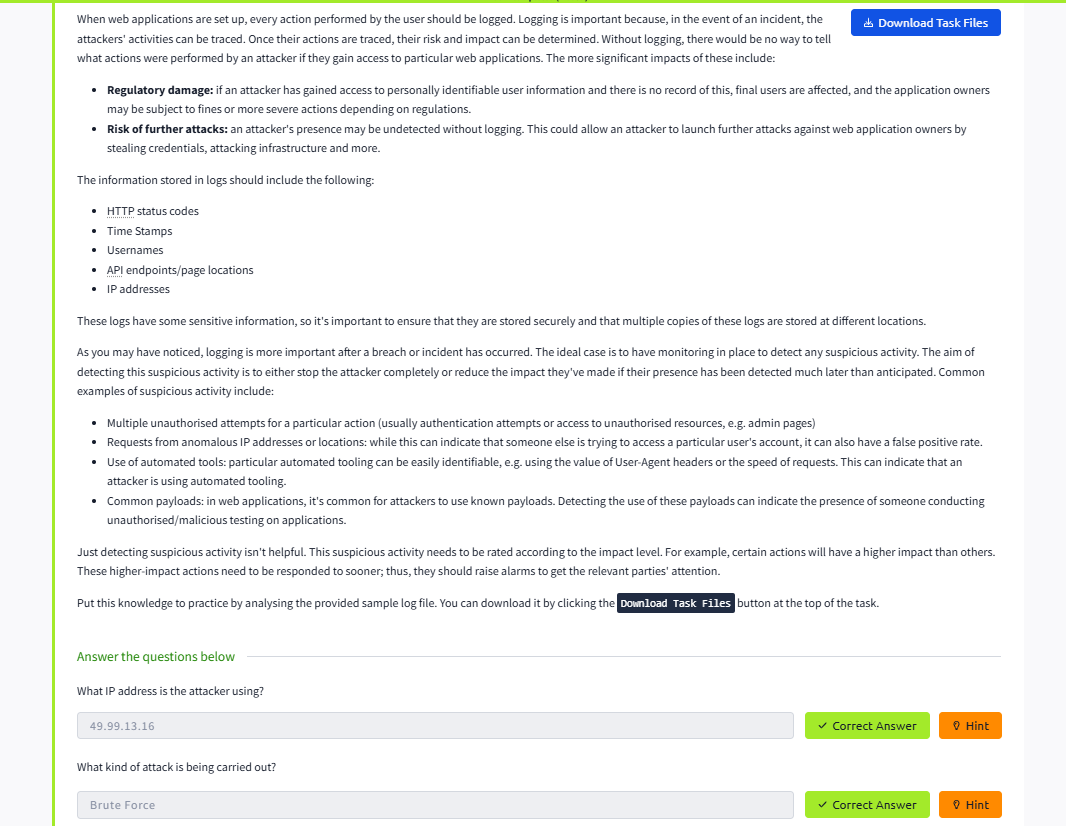 When web applications are set up, every action performed by the user should be logged. Logging is important because, in the event of an incident, the
Download Task Files
attackers' activities can be traced. Once their actions are traced, their risk and impact can be determined. Without logging, there would be no way to tell
what actions were performed by an attacker if they gain access to particular web applications. The more significant impacts of these include:
• Regulatory damage: if an attacker has gained access to personally identifiable user information and there is no record of this, final users are affected, and the application owners
may be subject to fines or more severe actions depending on regulations.
• Risk of further attacks: an attacker's presence may be undetected without logging. This could allow an attacker to launch further attacks against web application owners by
stealing credentials, attacking infrastructure and more.
The information stored in logs should include the following:
• HTTP status codes
• Time Stamps
• Usernames
• API endpoints/page locations
• IP addresses
These logs have some sensitive information, so it's important to ensure that they are stored securely and that multiple copies of these logs are stored at different locations.
As you may have noticed, logging is more important after a breach or incident has occurred. The ideal case is to have monitoring in place to detect any suspicious activity. The aim of
detecting this suspicious activity is to either stop the attacker completely or reduce the impact they've made if their presence has been detected much later than anticipated. Common
examples of suspicious activity include:
• Multiple unauthorised attempts for a particular action (usually authentication attempts or access to unauthorised resources, e.g. admin pages)
• Requests from anomalous IP addresses or locations: while this can indicate that someone else is trying to access a particular user's account, it can also have a false positive rate.
• Use of automated tools: particular automated tooling can be easily identifiable, e.g. using the value of User-Agent headers or the speed of requests. This can indicate that an
attacker is using automated tooling.
• Common payloads: in web applications, it's common for attackers to use known payloads. Detecting the use of these payloads can indicate the presence of someone conducting
unauthorised/malicious testing on applications.
Just detecting suspicious activity isn't helpful. This suspicious activity needs to be rated according to the impact level. For example, certain actions will have a higher impact than others.
These higher-impact actions need to be responded to sooner; thus, they should raise alarms to get the relevant parties' attention.
Put this knowledge to practice by analysing the provided sample log file. You can download it by clicking the Download Task Files button at the top of the task.
Answer the questions below
What IP address is the attacker using?
49.99.13.16
Correct Answer
Hint
What kind of attack is being carried out?
Brute Force
Correct Answer
Hint